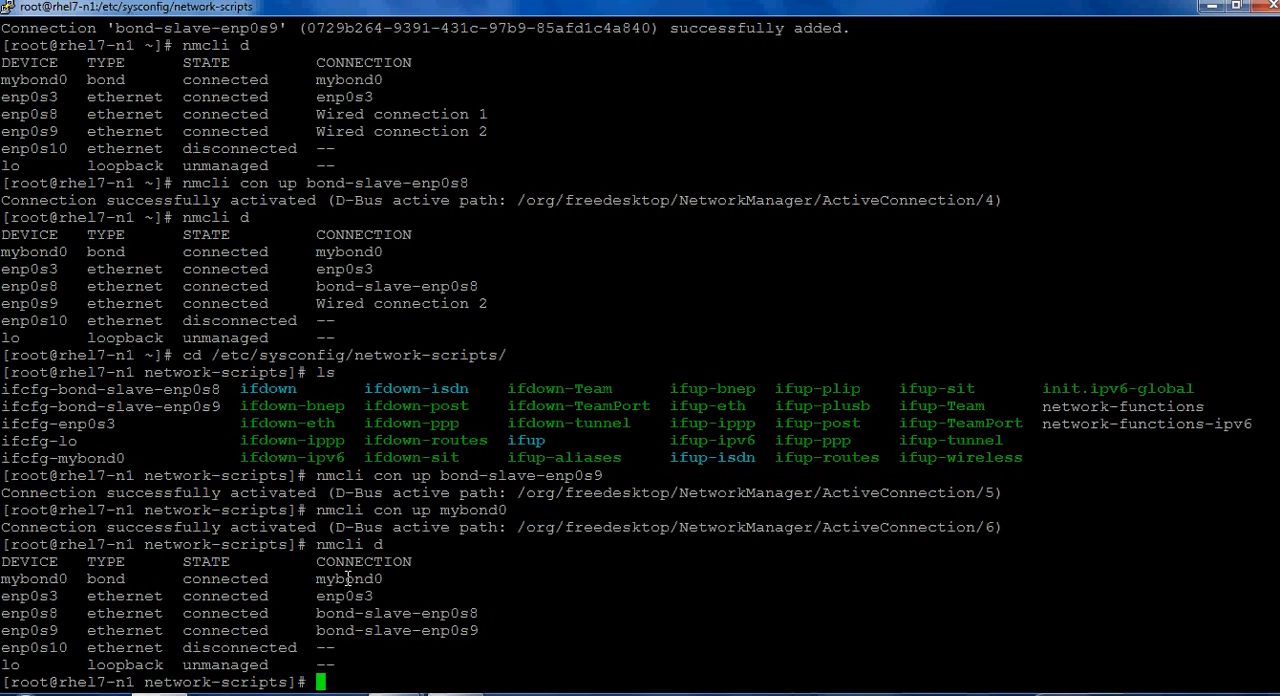 root@rhel7-n1:/etc/sysconfig/network-scripts
Connection 'bond-slave-enp0s9' (0729b264-9391-431c-97b9-85afd1c4a840) successfully added.
[root@rhel7-n1 ~]# nmcli d
DEVICE   TYPE      STATE         CONNECTION
mybond0  bond      connected     mybond0
enp0s3   ethernet  connected     enp0s3
enp0s8   ethernet  connected     Wired connection 1
enp0s9   ethernet  connected     Wired connection 2
enp0s10  ethernet  disconnected  --
lo       loopback  unmanaged     --
[root@rhel7-n1 ~]# nmcli con up bond-slave-enp0s8
Connection successfully activated (D-Bus active path: /org/freedesktop/NetworkManager/ActiveConnection/4)
[root@rhel7-n1 ~]# nmcli d
DEVICE   TYPE      STATE         CONNECTION
mybond0  bond      connected     mybond0
enp0s3   ethernet  connected     enp0s3
enp0s8   ethernet  connected     bond-slave-enp0s8
enp0s9   ethernet  connected     Wired connection 2
enp0s10  ethernet  disconnected  --
lo       loopback  unmanaged     --
[root@rhel7-n1 ~]# cd /etc/sysconfig/network-scripts/
[root@rhel7-n1 network-scripts]# ls
ifcfg-bond-slave-enp0s8  ifdown       ifdown-isdn    ifdown-Team      ifup-bnep  ifup-plip    ifup-sit       init.ipv6-global
ifcfg-bond-slave-enp0s9  ifdown-bnep  ifdown-post    ifdown-TeamPort  ifup-eth   ifup-plusb   ifup-Team      network-functions
ifcfg-enp0s3             ifdown-eth   ifdown-ppp     ifdown-tunnel    ifup-ippp  ifup-post    ifup-TeamPort  network-functions-ipv6
ifcfg-lo                 ifdown-ippp  ifdown-routes  ifup             ifup-ipv6  ifup-ppp     ifup-tunnel
ifcfg-mybond0            ifdown-ipv6  ifdown-sit     ifup-aliases     ifup-isdn  ifup-routes  ifup-wireless
[root@rhel7-n1 network-scripts]# nmcli con up bond-slave-enp0s9
Connection successfully activated (D-Bus active path: /org/freedesktop/NetworkManager/ActiveConnection/5)
[root@rhel7-n1 network-scripts]# nmcli con up mybond0
Connection successfully activated (D-Bus active path: /org/freedesktop/NetworkManager/ActiveConnection/6)
[root@rhel7-n1 network-scripts]# nmcli d
DEVICE   TYPE      STATE         CONNECTION
mybond0  bond      connected     mybond0
enp0s3   ethernet  connected     enp0s3
enp0s8   ethernet  connected     bond-slave-enp0s8
enp0s9   ethernet  connected     bond-slave-enp0s9
enp0s10  ethernet  disconnected  --
lo       loopback  unmanaged     --
[root@rhel7-n1 network-scripts]#